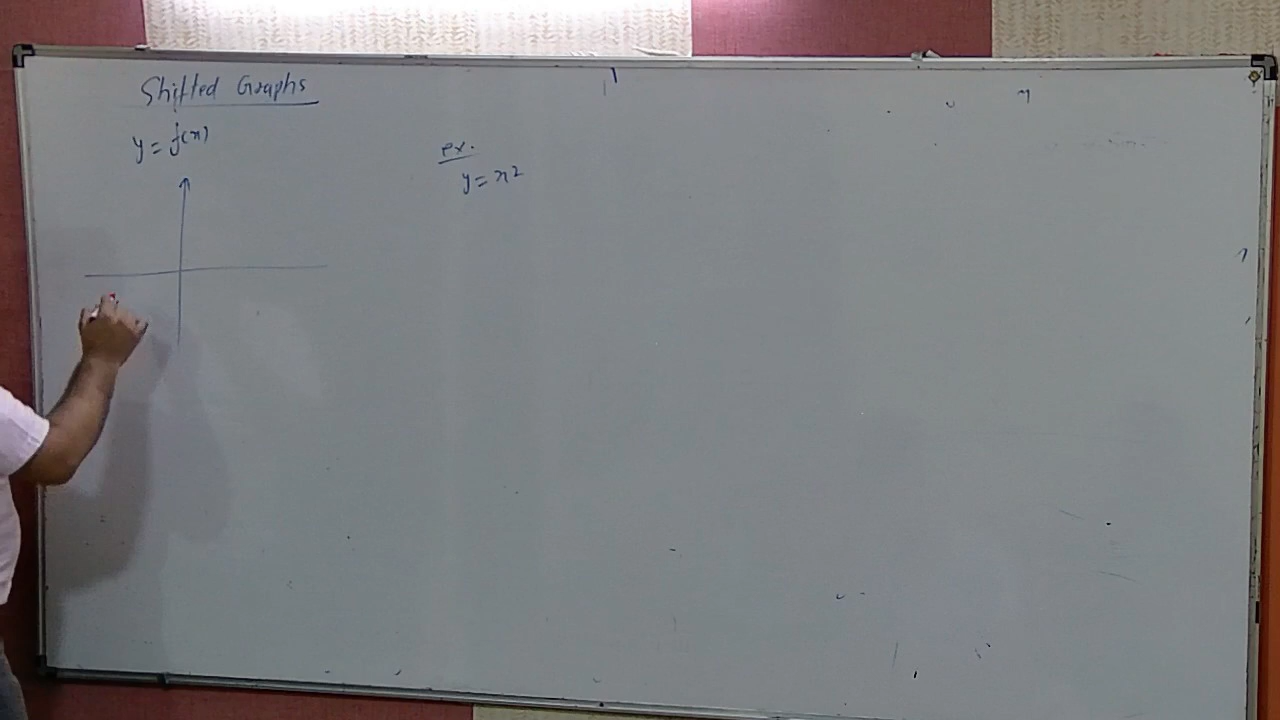 Shifted Graphs
y = f(x)
ex.
y = x²